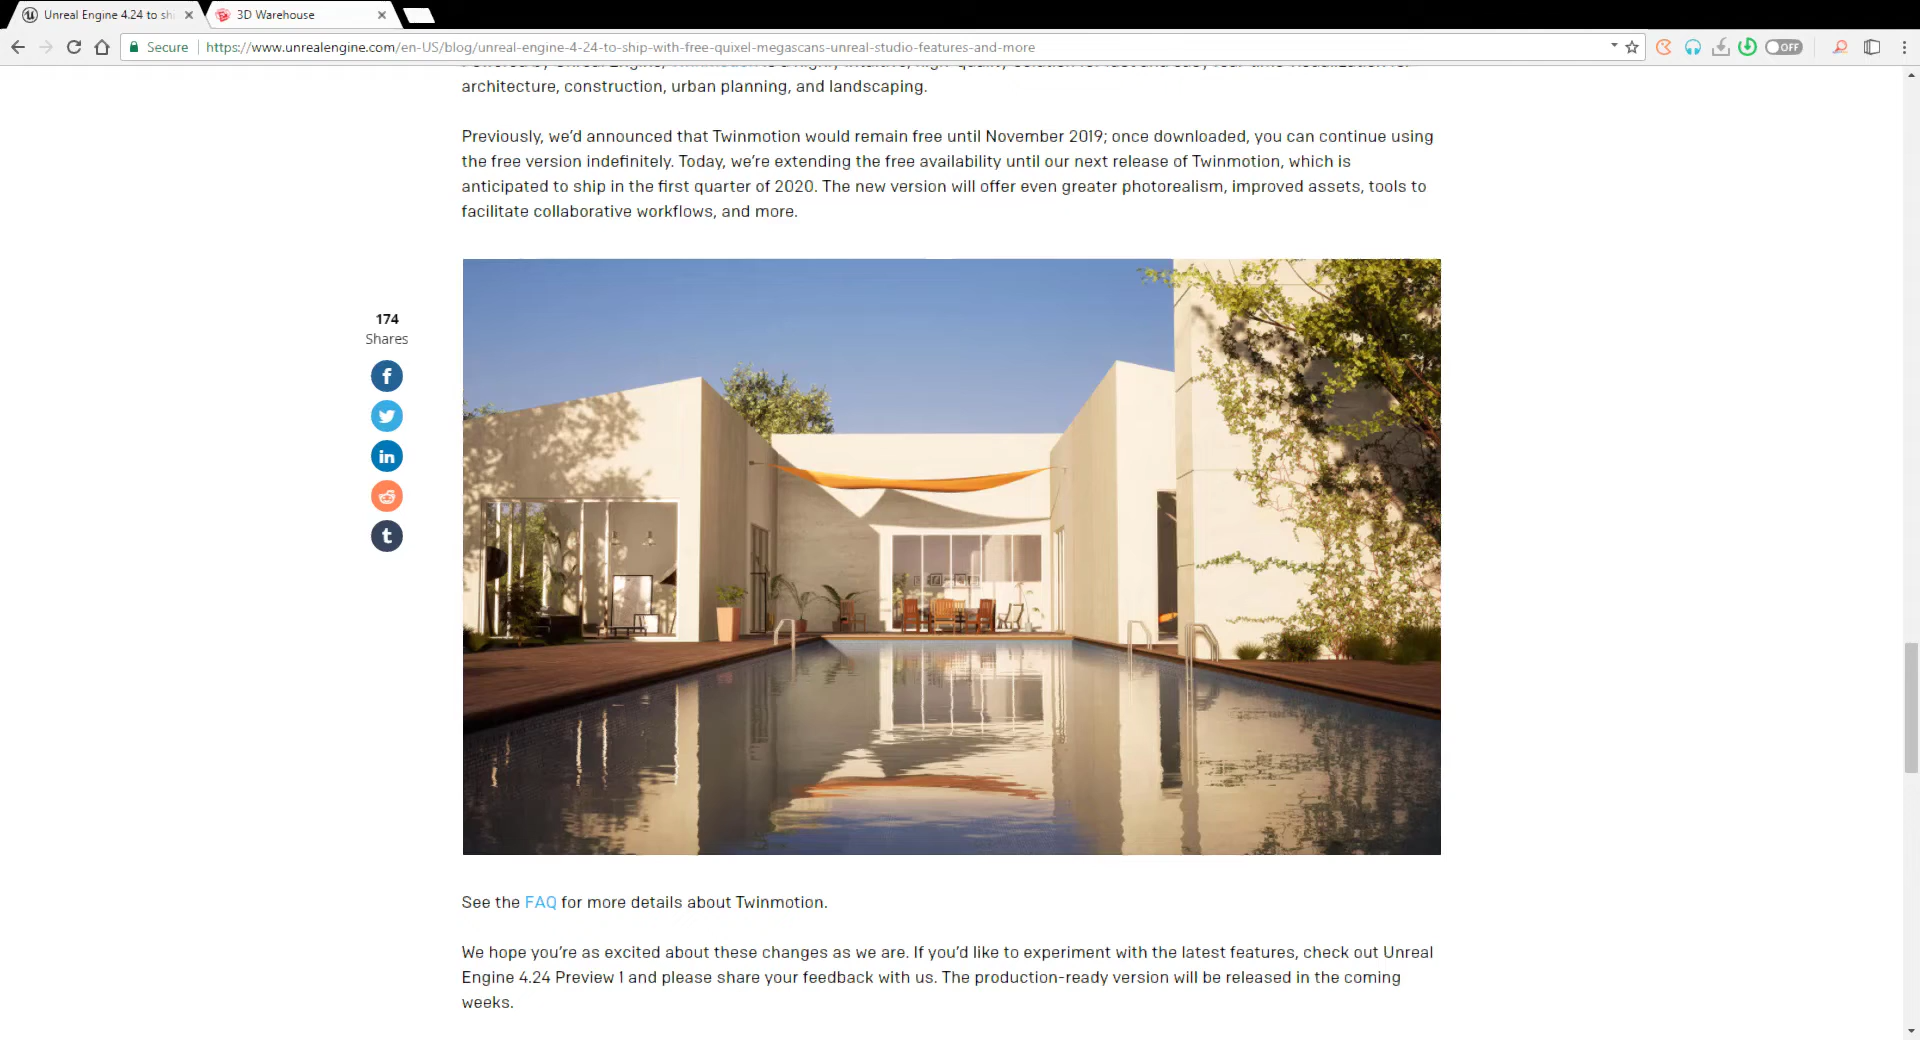 Unreal Engine 4.24 to sh
3D Warehouse
Secure
https://www.unrealengine.com/en-US/blog/unreal-engine-4-24-to-ship-with-free-quixel-megascans-unreal-studio-features-and-more
OFF
architecture, construction, urban planning, and landscaping.
Previously, we’d announced that Twinmotion would remain free until November 2019; once downloaded, you can continue using
the free version indefinitely. Today, we’re extending the free availability until our next release of Twinmotion, which is
anticipated to ship in the first quarter of 2020. The new version will offer even greater photorealism, improved assets, tools to
facilitate collaborative workflows, and more.
174
Shares
See the FAQ for more details about Twinmotion.
We hope you’re as excited about these changes as we are. If you’d like to experiment with the latest features, check out Unreal
Engine 4.24 Preview 1 and please share your feedback with us. The production-ready version will be released in the coming
weeks.